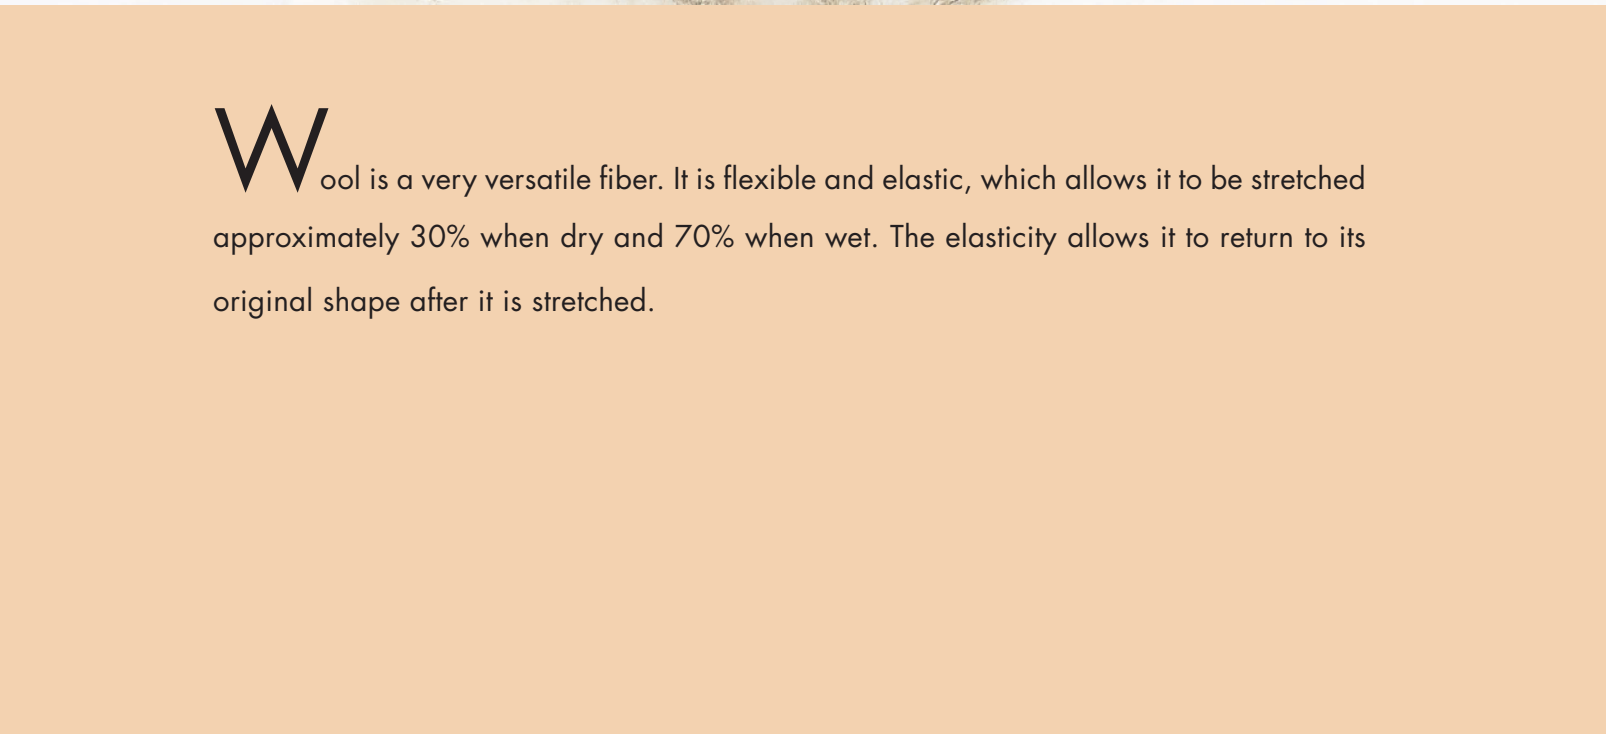 Wool is a very versatile fiber. It is flexible and elastic, which allows it to be stretched
approximately 30% when dry and 70% when wet. The elasticity allows it to return to its
original shape after it is stretched.